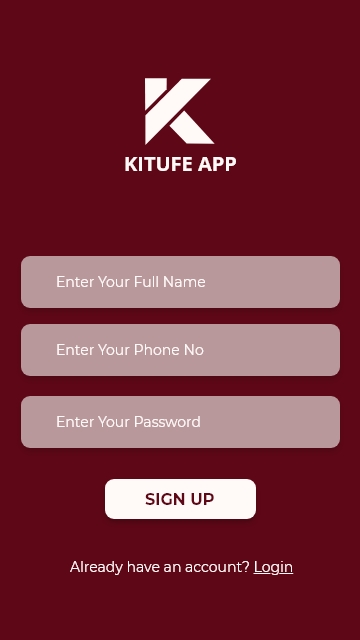 KITUFE APP
Enter Your Full Name
Enter Your Phone No
Enter Your Password
SIGN UP
Already have an account? Login